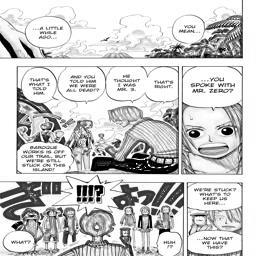 ...A LITTLE
WHILE
AGO...
YOU
MEAN...
...YOU
SPOKE WITH
MR. ZERO?
THAT'S
RIGHT.
HE
THOUGHT
I WAS
MR. 3.
AND YOU
TOLD HIM
WE WERE
ALL DEAD!?
THAT'S
WHAT I
TOLD
HIM.
BAROQUE
WORKS IS OFF
OUR TRAIL, BUT
WE'RE STILL
STUCK ON THIS
ISLAND!
WE'RE STUCK?
WHAT'S TO
KEEP US
HERE...
...NOW THAT
WE HAVE
THIS?
!!!?
HUH
!?
WHAT?